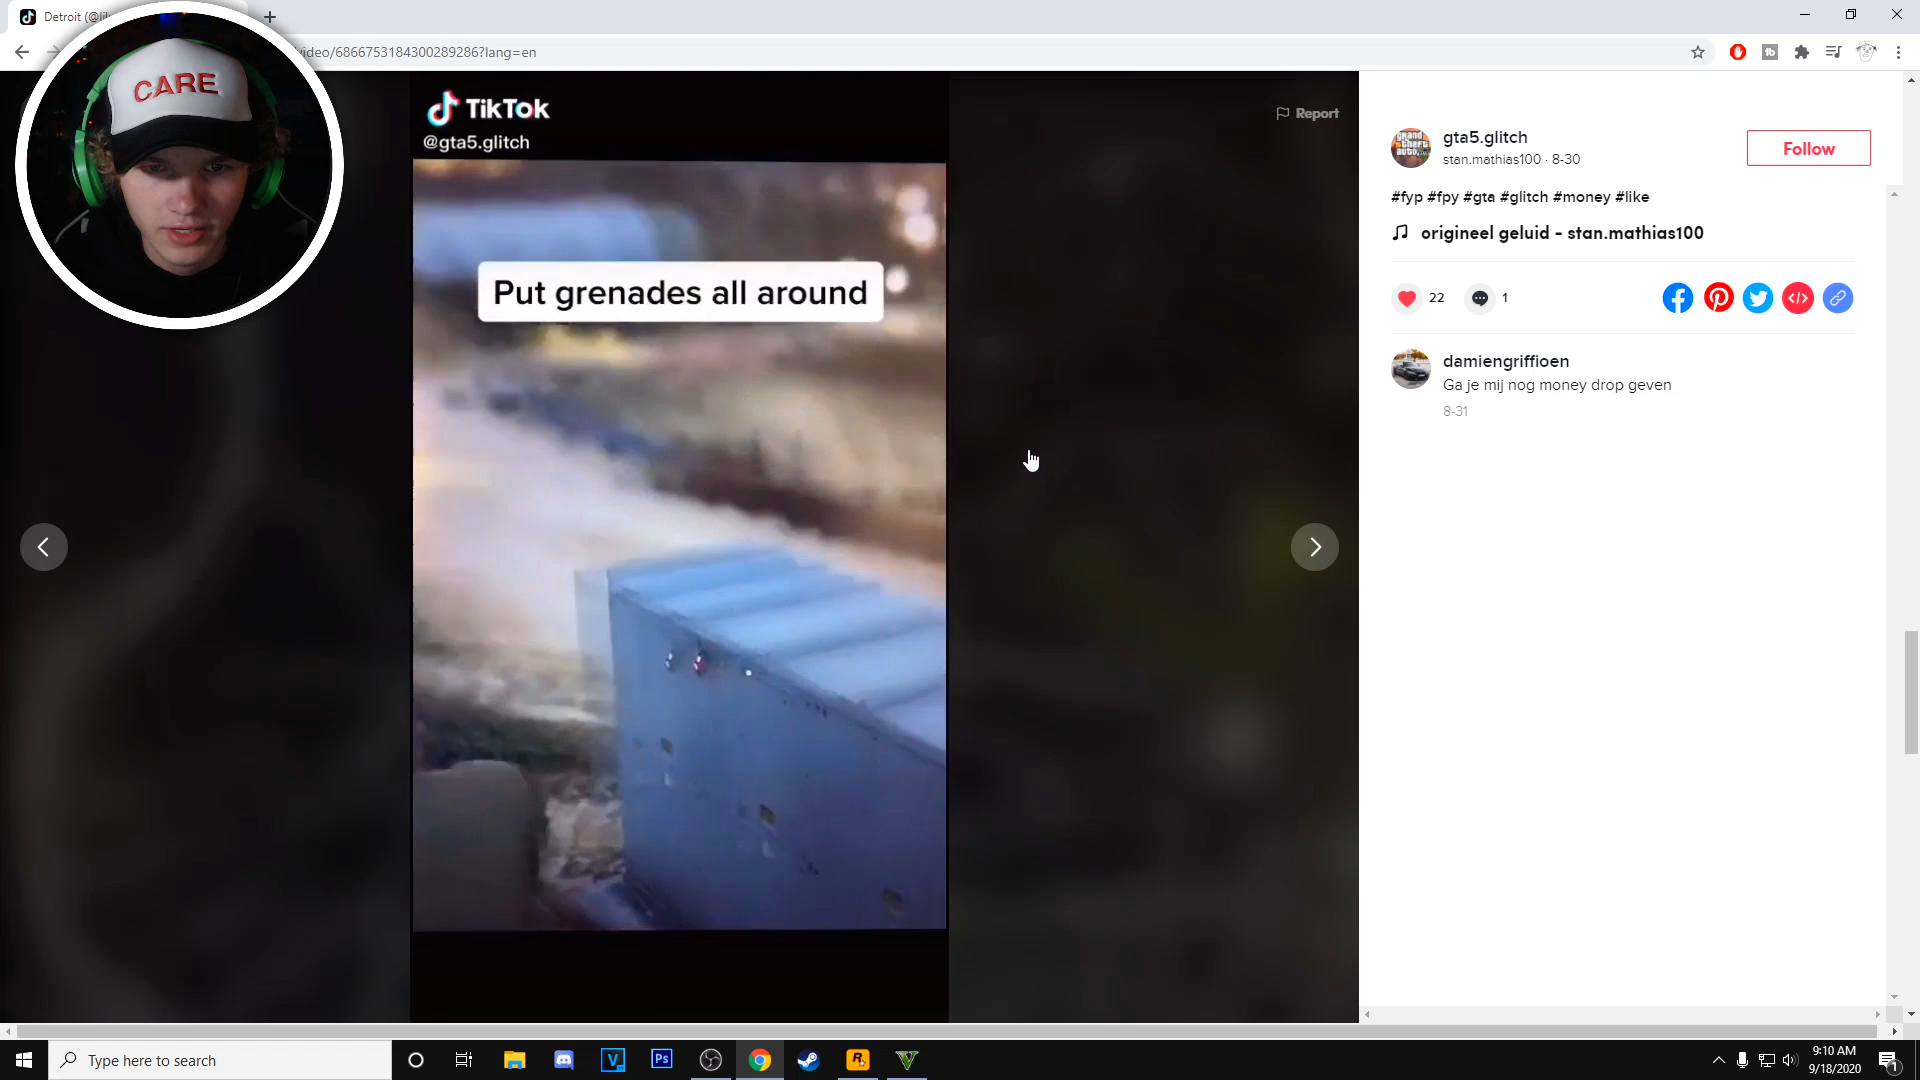 Detroit (@li
video/6866753184300289286?lang=en
CARE
TikTok
@gta5.glitch
Report
Put grenades all around
gta5.glitch
stan.mathias100 · 8-30
Follow
#fyp #fpy #gta #glitch #money #like
origineel geluid - stan.mathias100
22
1
damiengriffioen
Ga je mij nog money drop geven
8-31
Type here to search
9:10 AM
9/18/2020